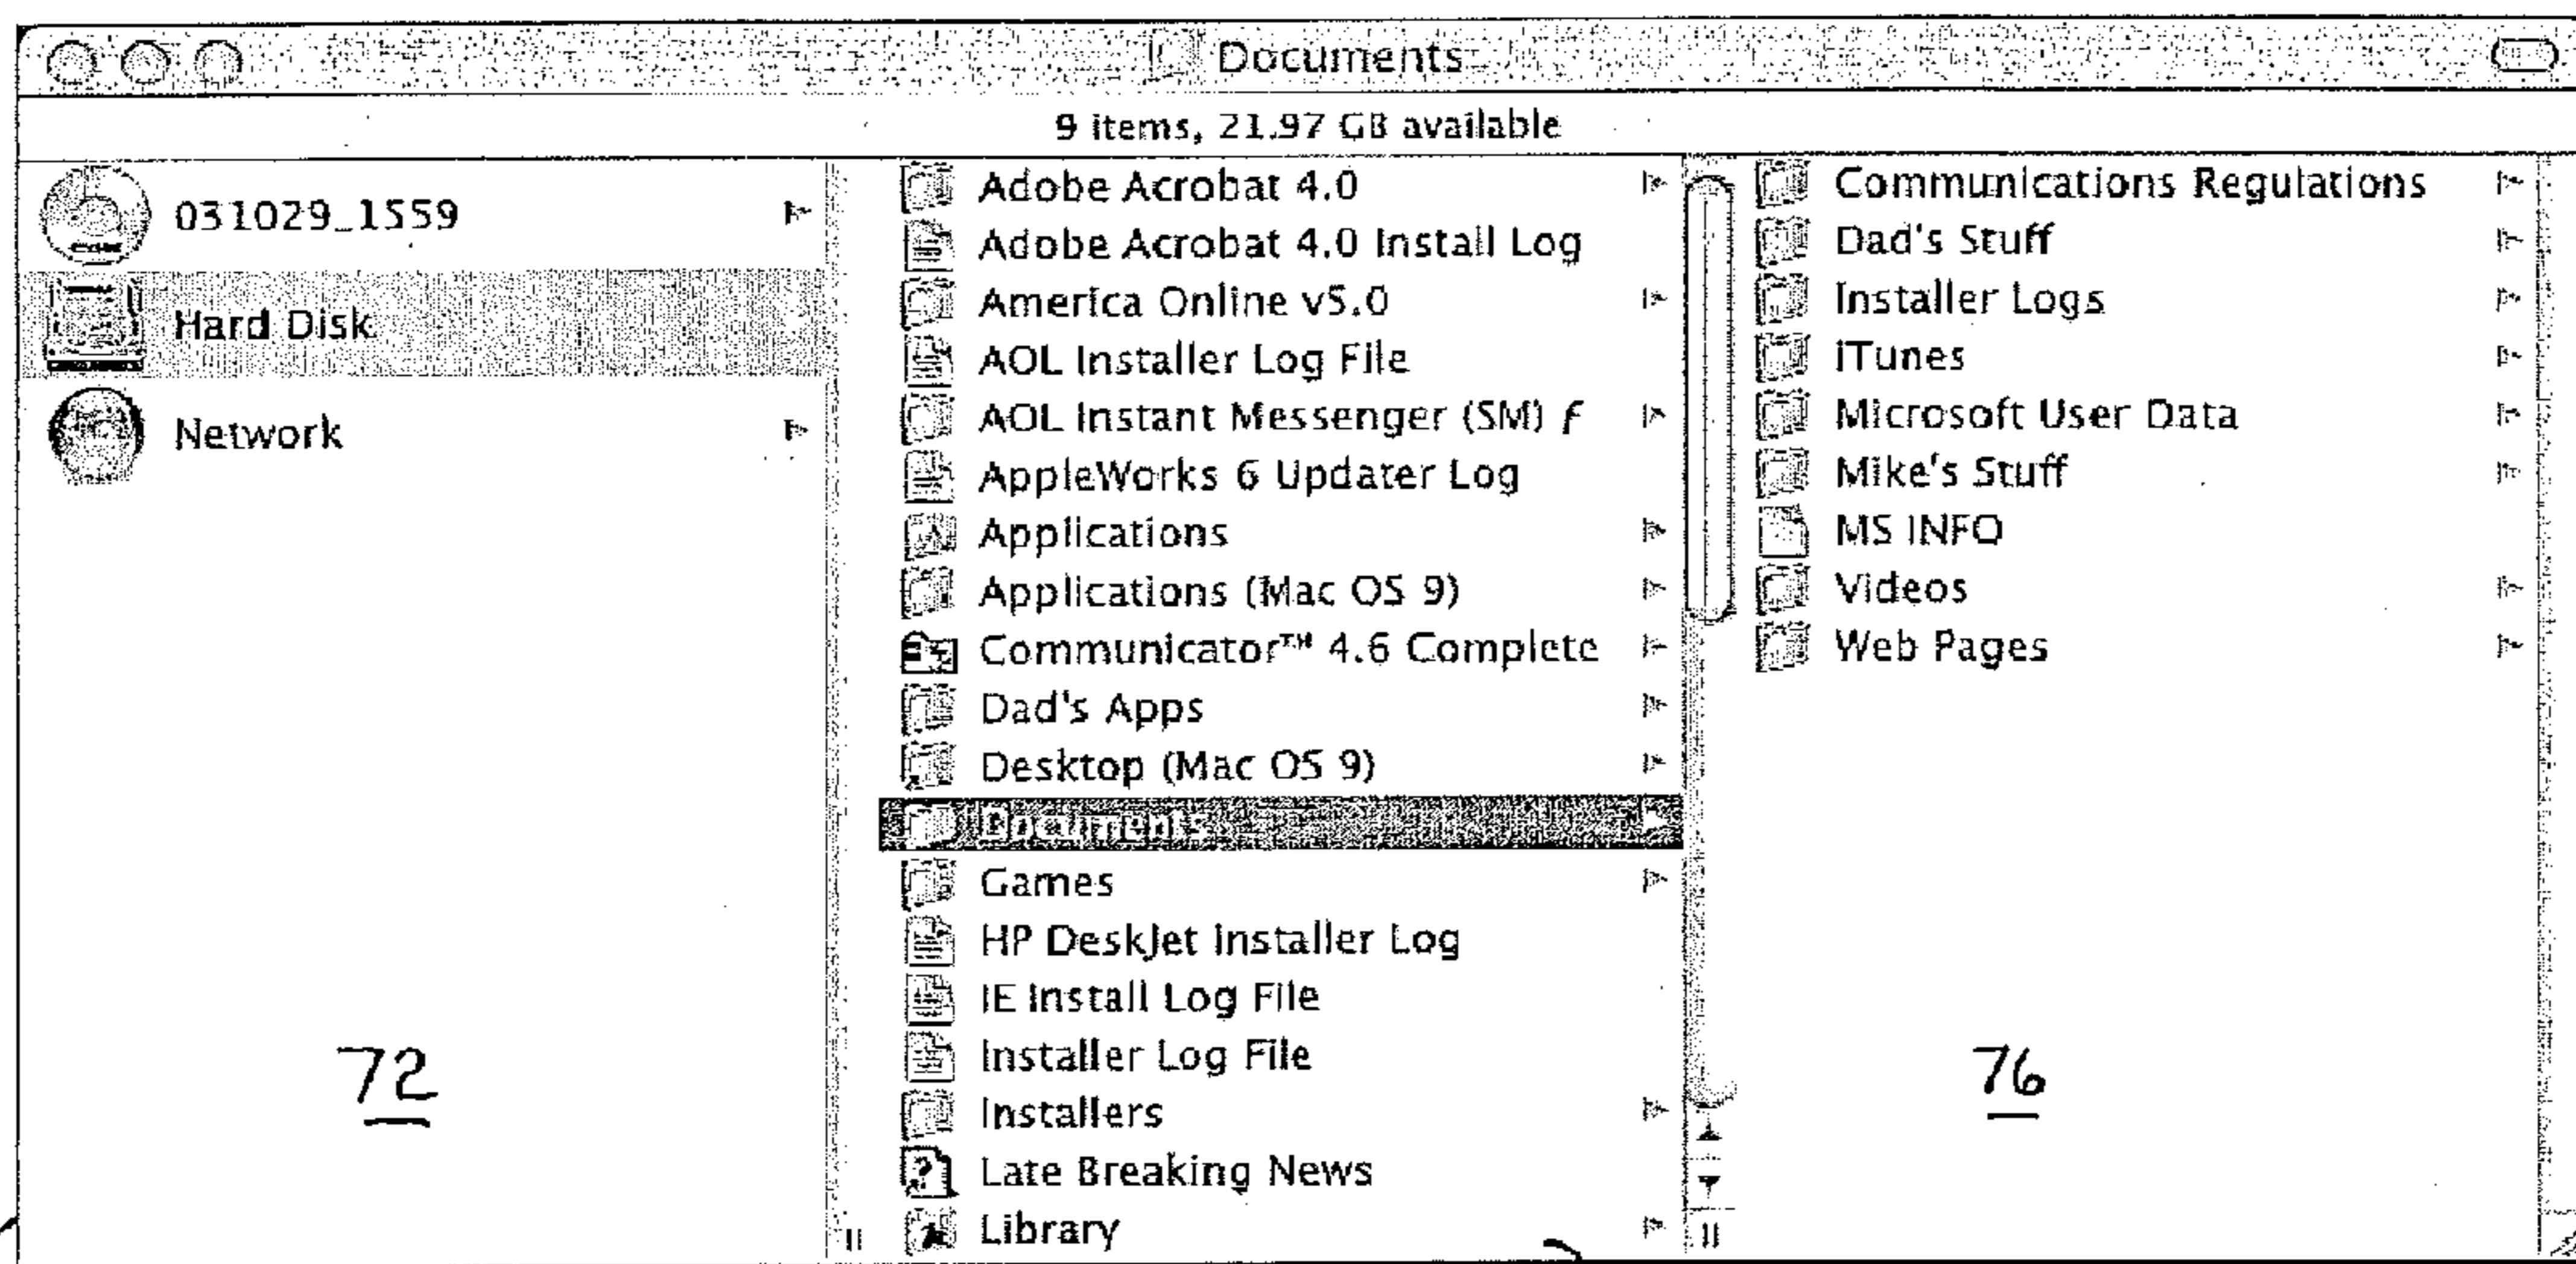 Documents
9 items, 21.97 GB available
031029_1559
Hard Disk
Network
72
Adobe Acrobat 4.0
Adobe Acrobat 4.0 Install Log
America Online v5.0
AOL Installer Log File
AOL Instant Messenger (SM) ƒ
AppleWorks 6 Updater Log
Applications
Applications (Mac OS 9)
Communicator™ 4.6 Complete
Dad's Apps
Desktop (Mac OS 9)
Documents
Games
HP DeskJet Installer Log
IE Install Log File
Installer Log File
Installers
Late Breaking News
Library
Communications Regulations
Dad's Stuff
Installer Logs
iTunes
Microsoft User Data
Mike's Stuff
MS INFO
Videos
Web Pages
76